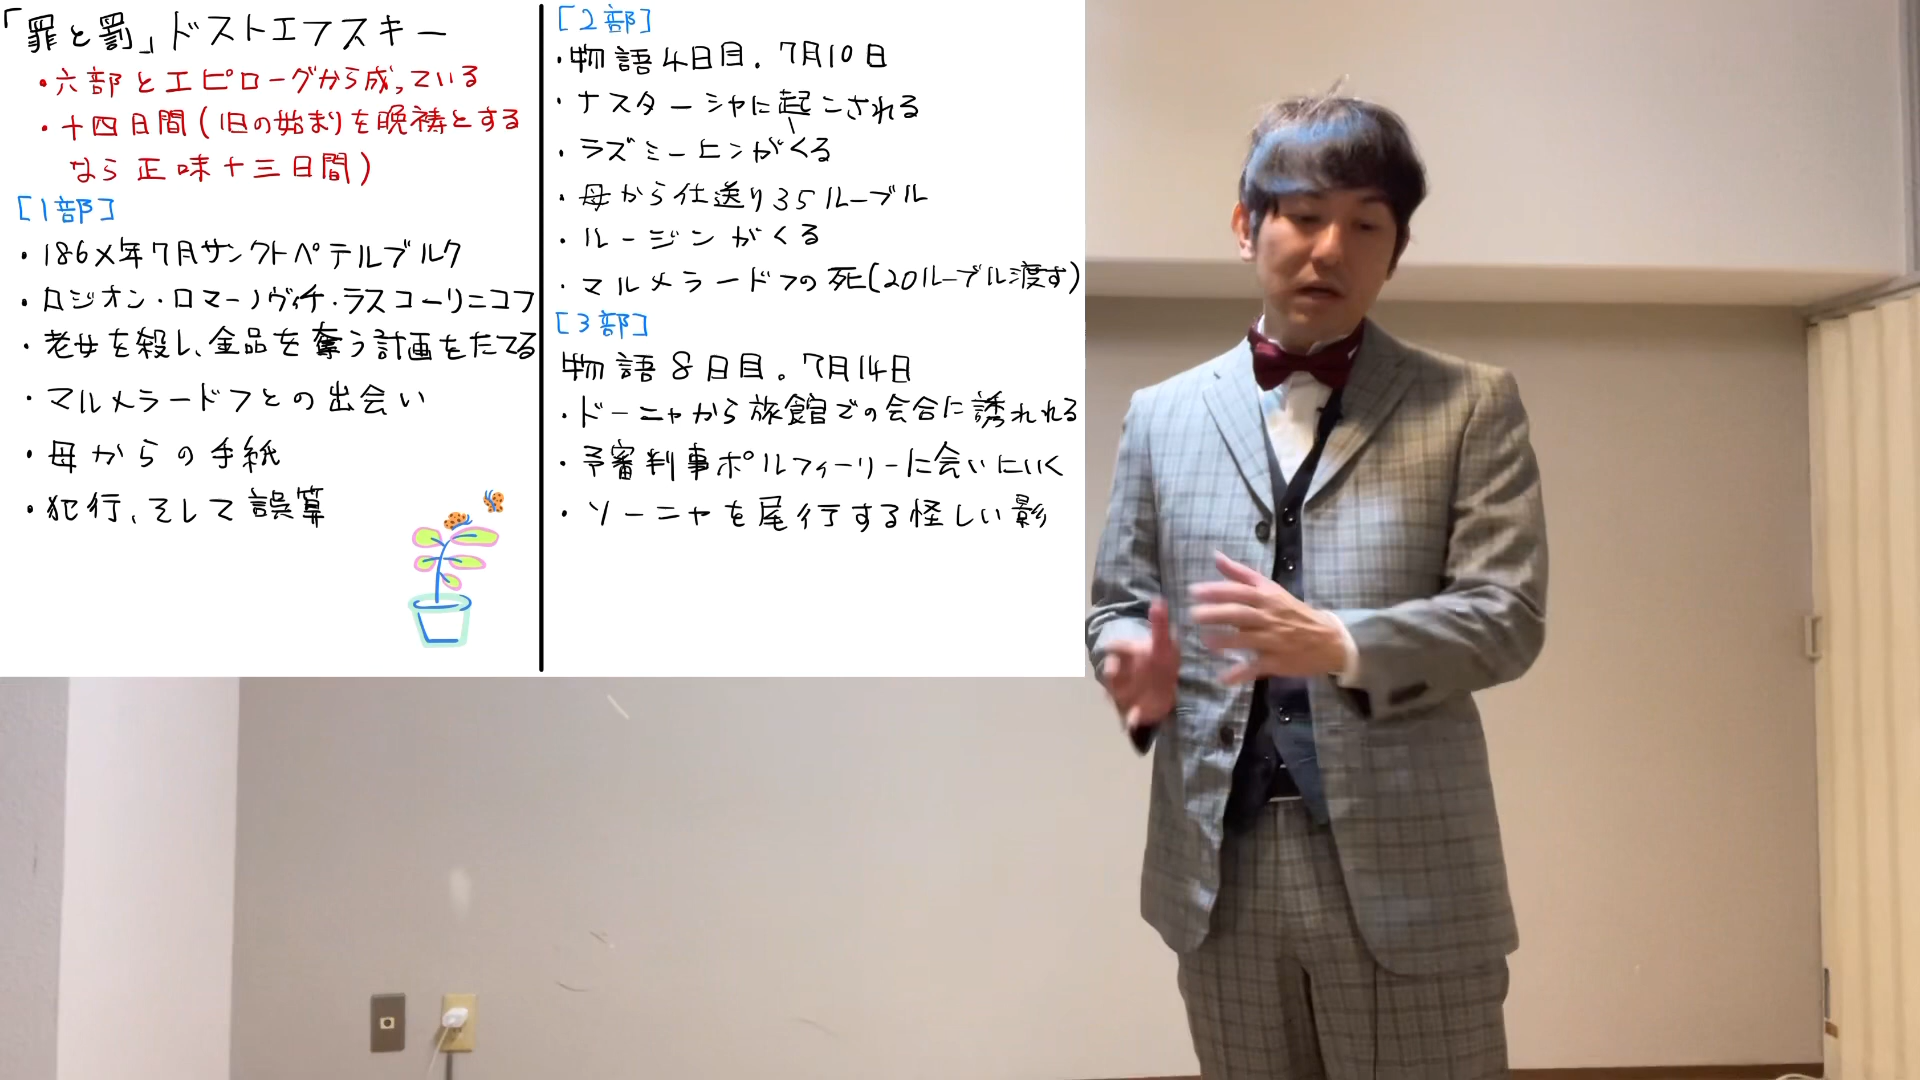 「罪と罰」ドストエフスキー
・六部とエピローグから成っている
・十四日間(1日の始まりを晩祷とする
なら正味十三日間)
[1部]
・186X年7月サンクトペテルブルク
・ロジオン・ロマーノヴィチ・ラスコーリニコフ
・老女を殺し、金品を奪う計画をたてる
・マルメラードフとの出会い
・母からの手紙
・犯行、そして誤算
[2部]
・物語4日目.7月10日
・ナスターシャに起こされる
・ラズミーヒンがくる
・母から仕送り35ルーブル
・ルージンがくる
・マルメラードフの死(20ルーブル渡す)
[3部]
物語8日目。7月14日
・ドーニャから旅館での会合に誘われる
・予審判事ポルフィーリーに会いにいく
・ソーニャを尾行する怪しい影